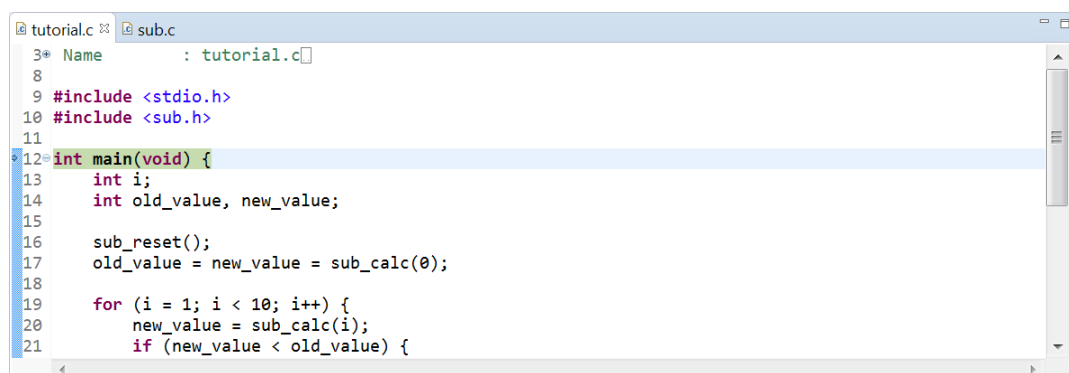 tutorial.c sub.c
3 Name        : tutorial.c
8
9 #include <stdio.h>
10 #include <sub.h>
11
12 int main(void) {
13     int i;
14     int old_value, new_value;
15
16     sub_reset();
17     old_value = new_value = sub_calc(0);
18
19     for (i = 1; i < 10; i++) {
20         new_value = sub_calc(i);
21         if (new_value < old_value) {